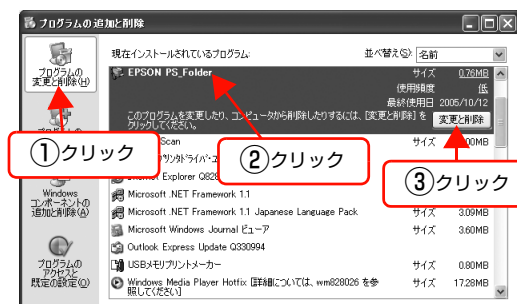 プログラムの追加と削除
現在インストールされているプログラム:
並べ替え(S): 名前
プログラムの
変更と削除(H)
EPSON PS_Folder
サイズ 0.76MB
使用頻度 低
最終使用日 2005/10/12
このプログラムを変更したり、コンピュータから削除したりするには、[変更と削除] を
クリックしてください。
変更と削除
プログラムの
①クリック
②クリック
③クリック
Scan
サイズ
00MB
Explorer Q828
Windows
コンポーネントの
追加と削除(A)
Microsoft .NET Framework 1.1
Microsoft .NET Framework 1.1 Japanese Language Pack
サイズ 3.09MB
Microsoft Windows Journal ビューア
サイズ 3.60MB
Outlook Express Update Q330994
プログラムの
アクセスと
既定の設定(O)
USBメモリプリントメーカー
サイズ 0.80MB
Windows Media Player Hotfix [詳細については、wm828026 を参
照してください]
サイズ 17.28MB